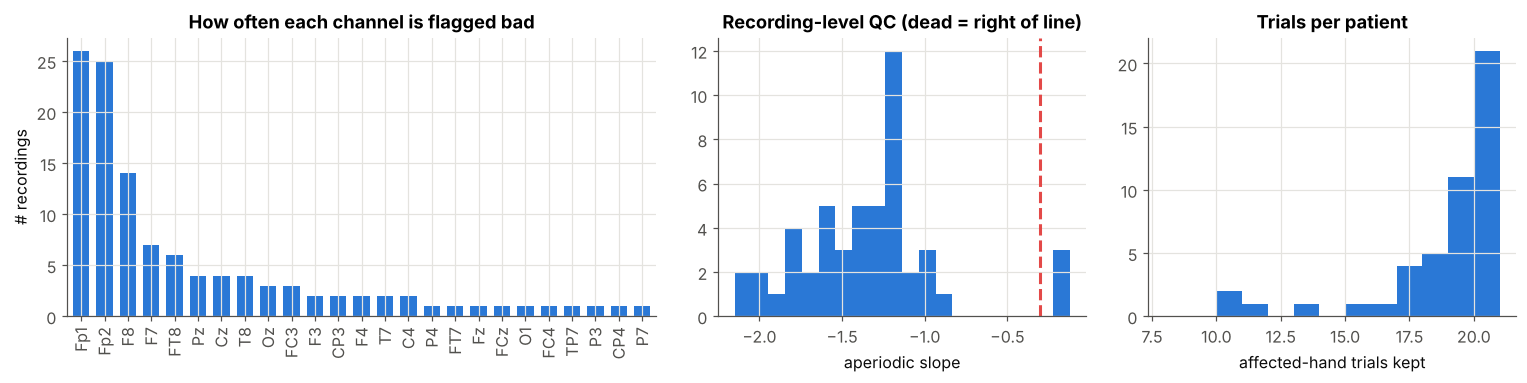 How often each channel is flagged bad
# recordings
25
20
15
10
5
0
Fp1 Fp2 F8 F7 FT8 Pz Cz T8 Oz FC3 F3 CP3 F4 T7 C4 P4 FT7 Fz FCz O1 FC4 TP7 P3 CP4 P7
Recording-level QC (dead = right of line)
12
10
8
6
4
2
0
−2.0 −1.5 −1.0 −0.5
aperiodic slope
Trials per patient
20
15
10
5
0
7.5 10.0 12.5 15.0 17.5 20.0
affected-hand trials kept